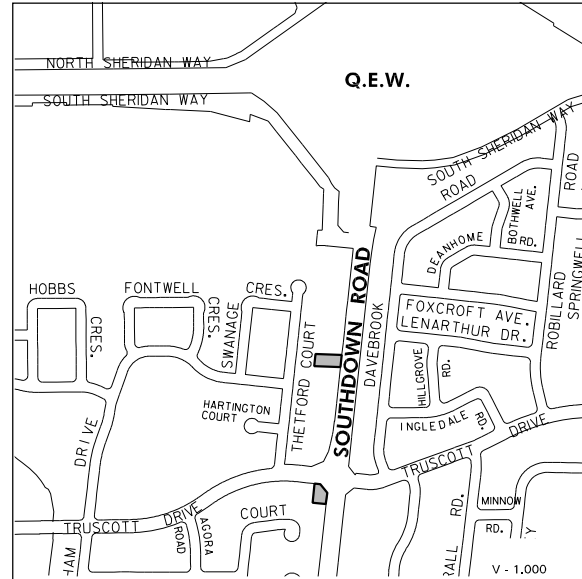 NORTH SHERIDAN WAY
Q.E.W.
SOUTH SHERIDAN WAY
SOUTH SHERIDAN WAY
ROAD
ROAD
BOTHWELL AVE.
RD.
DEANHOME
SPRINGWELL
ROBILLARD
HOBBS
CRES.
FONTWELL
CRES.
SWANAGE
CRES.
THETFORD COURT
SOUTHDOWN ROAD
DAVEBROOK
FOXCROFT AVE.
LENARTHUR DR.
HILLGROVE
RD.
HARTINGTON
COURT
INGLEDALE
RD.
DRIVE
TRUSCOTT
DRIVE
TRUSCOTT
DRIVE
ROAD
AGORA
COURT
RD.
MINNOW
RD.
HAM
RALL
V - 1.000